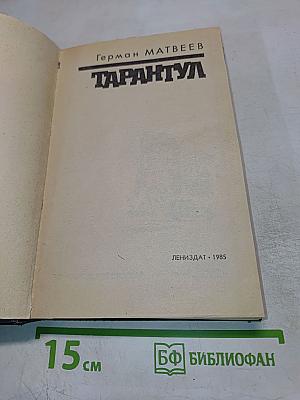 Герман МАТВЕЕВ
ТАРАНТУЛ
ЛЕНИЗДАТ • 1985
15 см
БФ БИБЛИОФАН